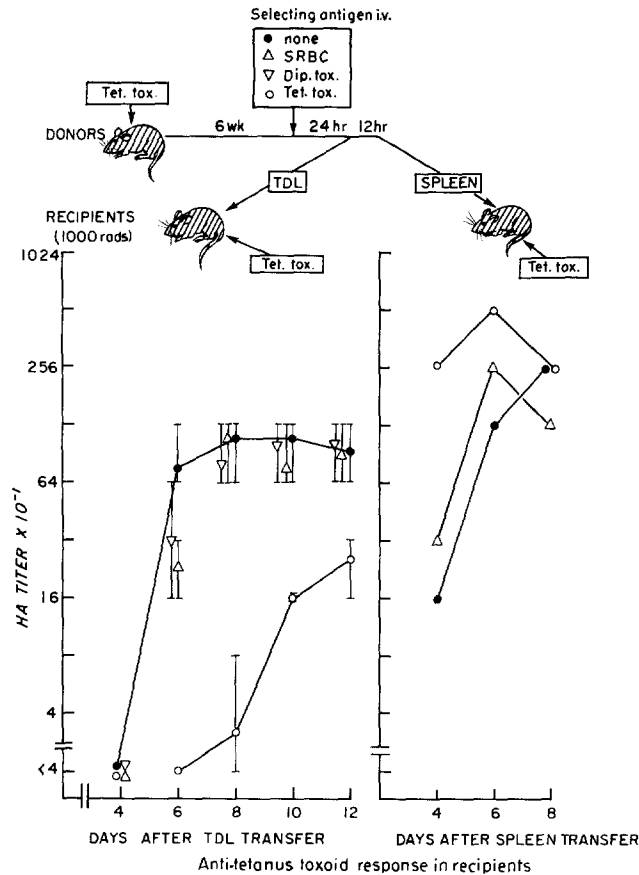 Selecting antigen i.v.
● none
△ SRBC
▽ Dip. tox.
○ Tet. tox.
Tet. tox.
DONORS
6 wk
24 hr
12 hr
TDL
SPLEEN
RECIPIENTS
(1000 rads)
Tet. tox.
Tet. tox.
1024
256
64
16
4
<4
HA TITER × 10⁻¹
4 6 8 10 12
4 6 8
DAYS AFTER TDL TRANSFER
DAYS AFTER SPLEEN TRANSFER
Anti-tetanus toxoid response in recipients